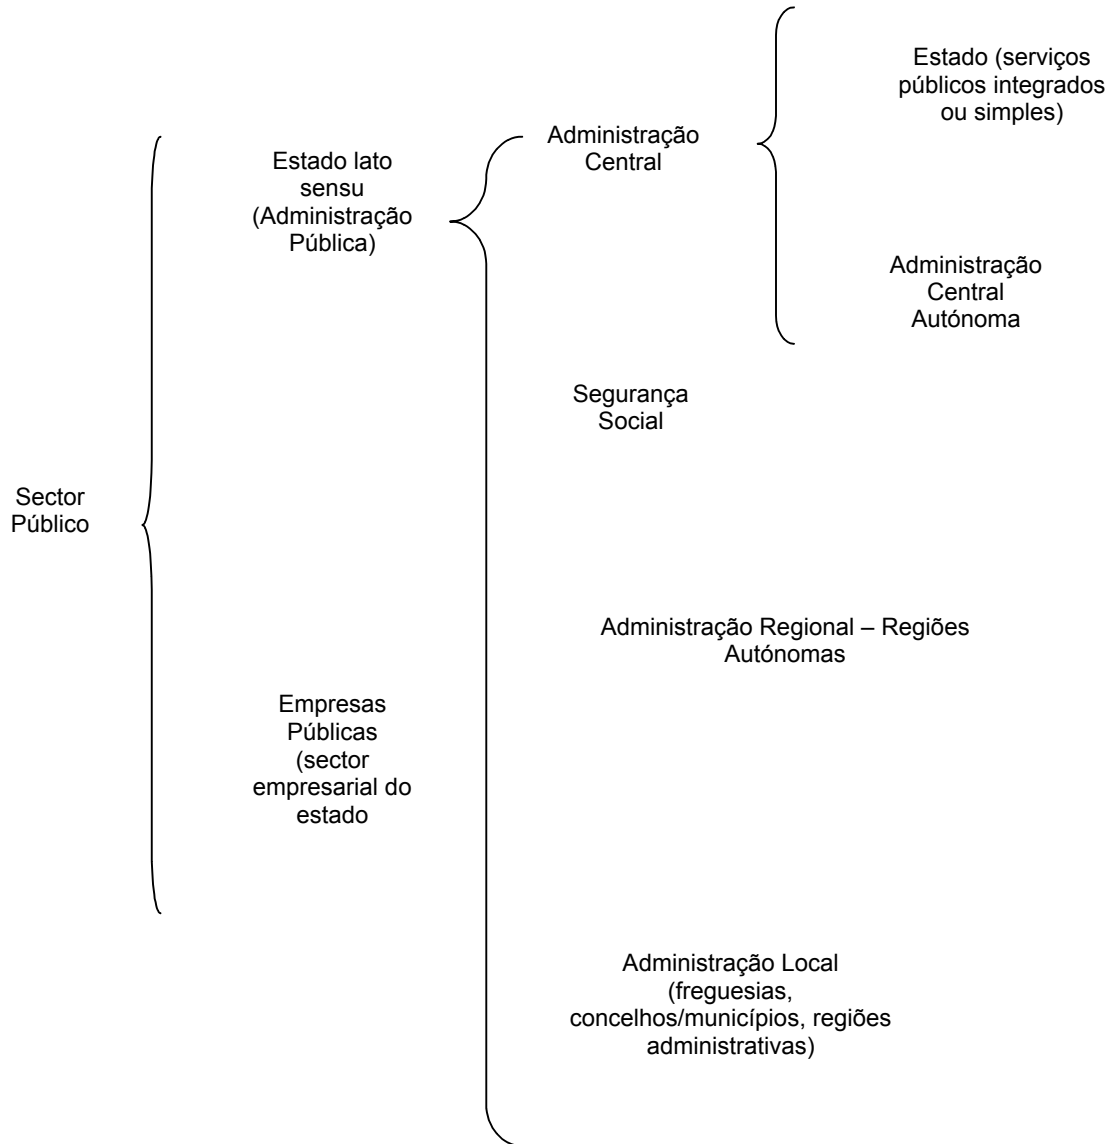 Sector
Público
Estado lato
sensu
(Administração
Pública)
Empresas
Públicas
(sector
empresarial do
estado
Administração
Central
Segurança
Social
Administração Regional – Regiões
Autónomas
Administração Local
(freguesias,
concelhos/municípios, regiões
administrativas)
Estado (serviços
públicos integrados
ou simples)
Administração
Central
Autónoma